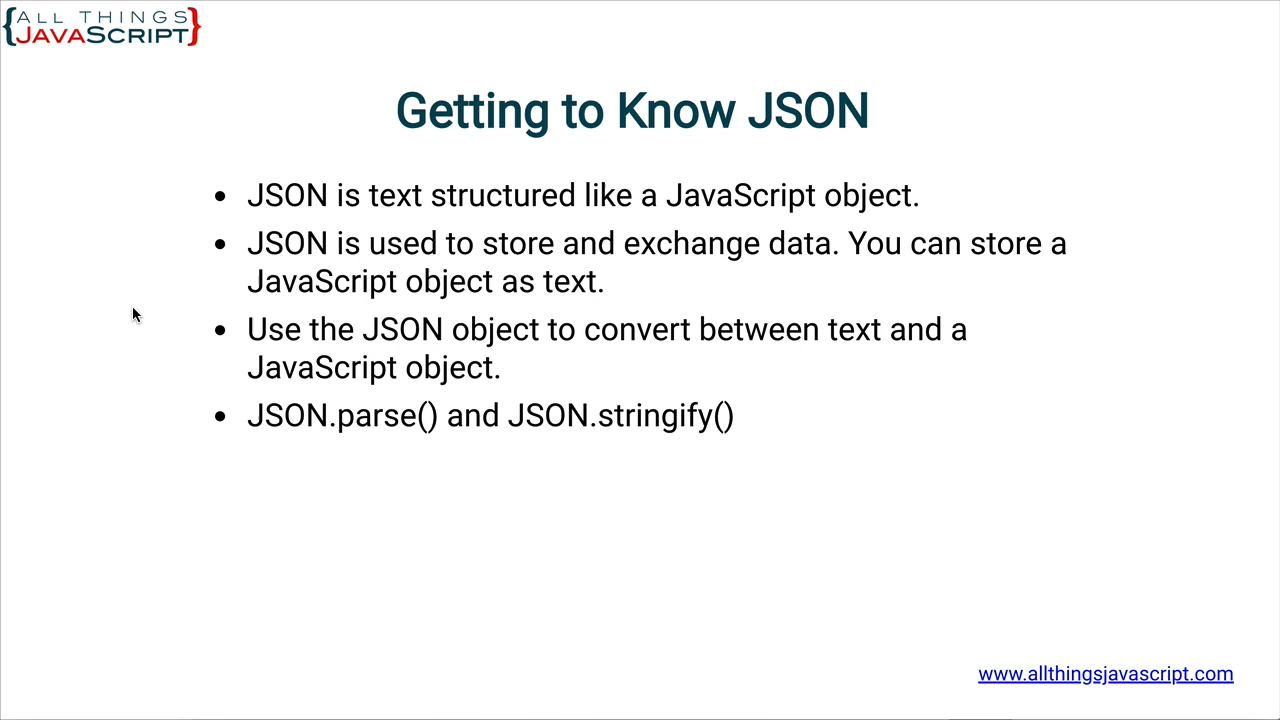 {ALL THINGS
JAVASCRIPT}
Getting to Know JSON
• JSON is text structured like a JavaScript object.
• JSON is used to store and exchange data. You can store a
JavaScript object as text.
• Use the JSON object to convert between text and a
JavaScript object.
• JSON.parse() and JSON.stringify()
www.allthingsjavascript.com